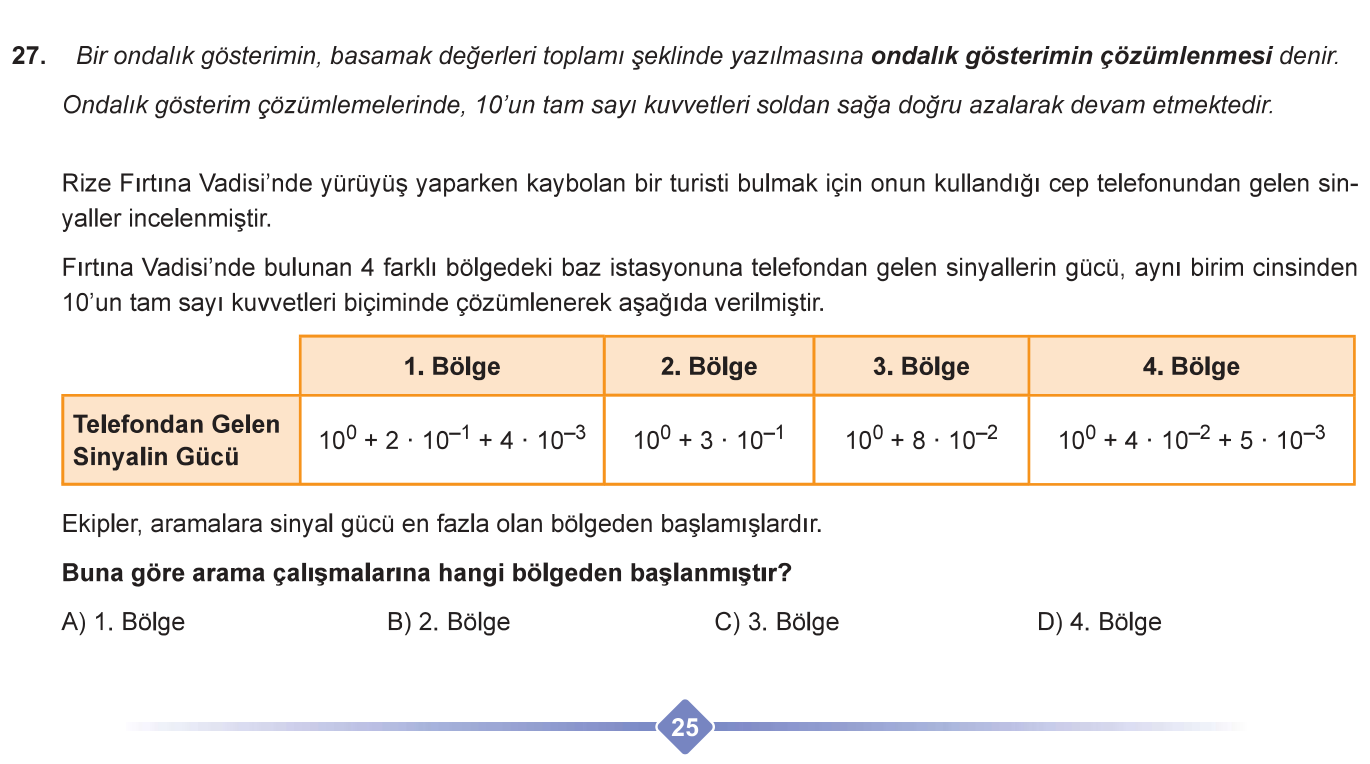 27. Bir ondalık gösterimin, basamak değerleri toplamı şeklinde yazılmasına ondalık gösterimin çözümlenmesi denir.
Ondalık gösterim çözümlemelerinde, 10’un tam sayı kuvvetleri soldan sağa doğru azalarak devam etmektedir.
Rize Fırtına Vadisi’nde yürüyüş yaparken kaybolan bir turisti bulmak için onun kullandığı cep telefonundan gelen sin-
yaller incelenmiştir.
Fırtına Vadisi’nde bulunan 4 farklı bölgedeki baz istasyonuna telefondan gelen sinyallerin gücü, aynı birim cinsinden
10’un tam sayı kuvvetleri biçiminde çözümlenerek aşağıda verilmiştir.
1. Bölge 2. Bölge 3. Bölge 4. Bölge
Telefondan Gelen
Sinyalin Gücü
10⁰ + 2 · 10⁻¹ + 4 · 10⁻³ 10⁰ + 3 · 10⁻¹ 10⁰ + 8 · 10⁻² 10⁰ + 4 · 10⁻² + 5 · 10⁻³
Ekipler, aramalara sinyal gücü en fazla olan bölgeden başlamışlardır.
Buna göre arama çalışmalarına hangi bölgeden başlanmıştır?
A) 1. Bölge B) 2. Bölge C) 3. Bölge D) 4. Bölge
25